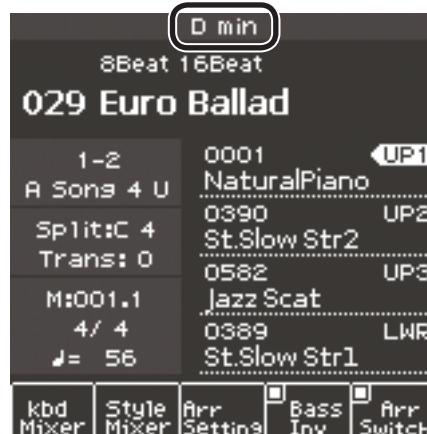 D min
8Beat 16Beat
029 Euro Ballad
1-2
A Song 4 U
Split:C 4
Trans: 0
M:001.1
4/ 4
♩= 56
0001 UP1
NaturalPiano
0390 UP2
St.Slow Str2
0582 UP3
Jazz Scat
0389 LWR
St.Slow Str1
kbd Mixer
Style Mixer
Arr Setting
Bass Inv
Arr Switch